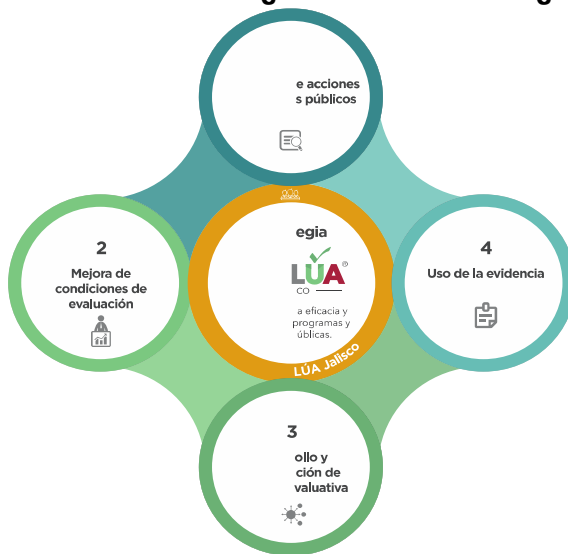 e acciones
s públicos
egia
LÚA®
CO
a eficacia y
programas y
úblicas.
LÚA Jalisco
2
Mejora de
condiciones de
evaluación
4
Uso de la evidencia
3
ollo y
ción de
valuativa